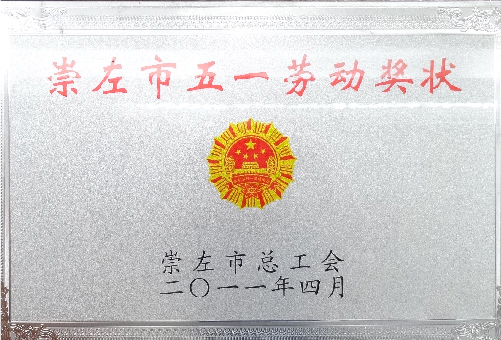 崇左市五一劳动奖状
崇左市总工会
二〇一一年四月